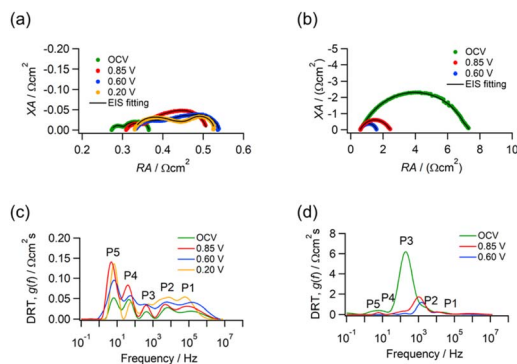 (a)
-0.20
-0.15
-0.10
-0.05
0.00
XA / Ωcm²
OCV
0.85 V
0.60 V
0.20 V
EIS fitting
0.2 0.3 0.4 0.5 0.6
RA / Ωcm²
(b)
-5
-4
-3
-2
-1
0
XA / Ωcm²)
OCV
0.85 V
0.60 V
EIS fitting
0 2 4 6 8 10
RA / (Ωcm²)
(c)
0.20
0.15
0.10
0.05
0.00
DRT, g(f) / Ωcm²s
OCV
0.85 V
0.60 V
0.20 V
P5
P4
P3
P2
P1
10⁻¹ 10¹ 10³ 10⁵ 10⁷
Frequency / Hz
(d)
8
6
4
2
0
DRT, g(f) / Ωcm²s
OCV
0.85 V
0.60 V
P3
P5
P4
P2
P1
10⁻¹ 10¹ 10³ 10⁵ 10⁷
Frequency / Hz